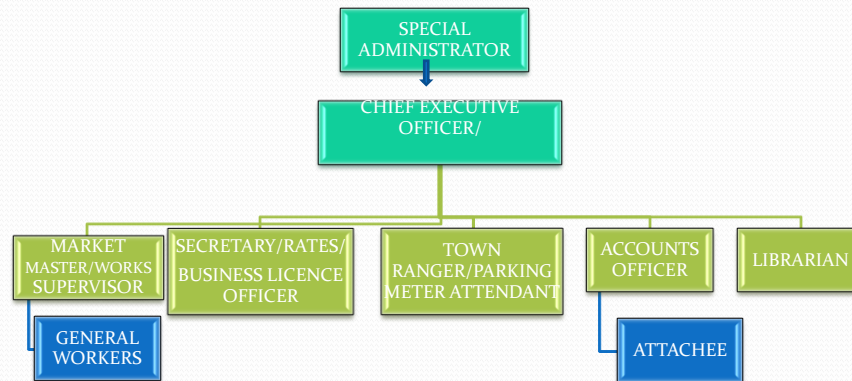 SPECIAL
ADMINISTRATOR
CHIEF EXECUTIVE
OFFICER/
MARKET
MASTER/WORKS
SUPERVISOR
SECRETARY/RATES/
BUSINESS LICENCE
OFFICER
TOWN
RANGER/PARKING
METER ATTENDANT
ACCOUNTS
OFFICER
LIBRARIAN
GENERAL
WORKERS
ATTACHEE